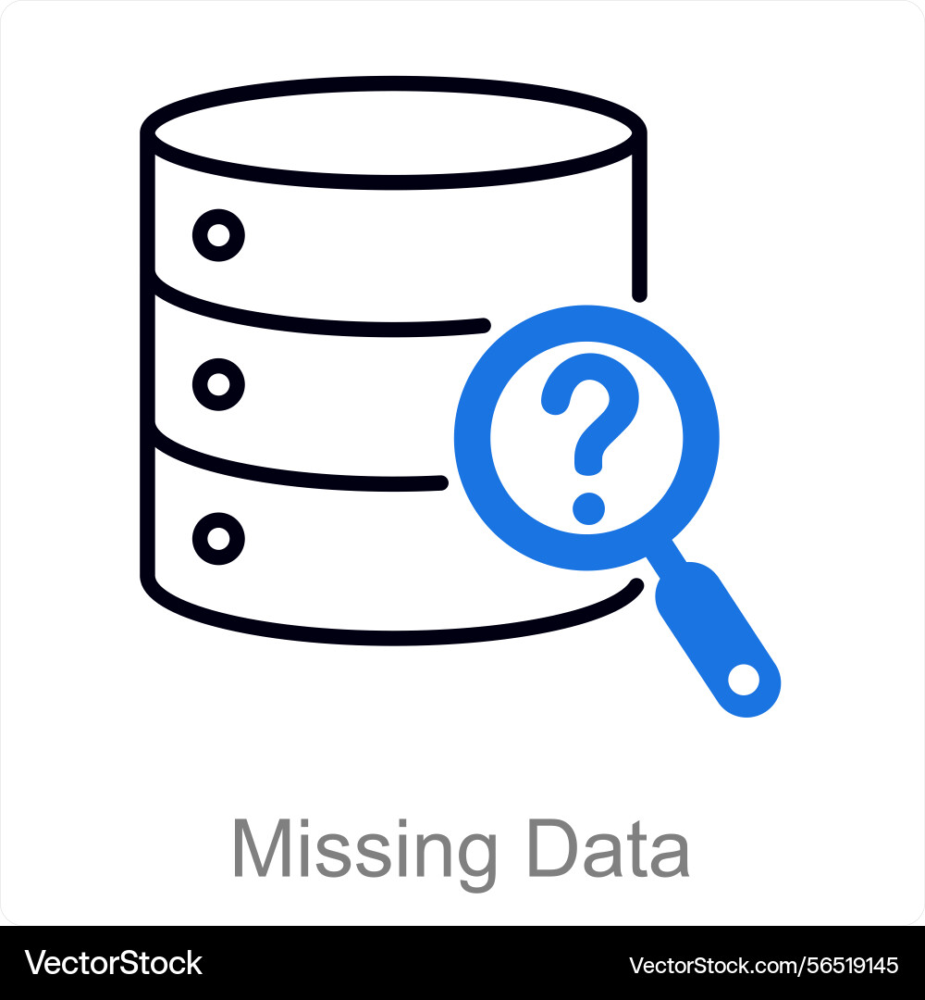 ?
Missing Data
VectorStock
VectorStock.com/56519145